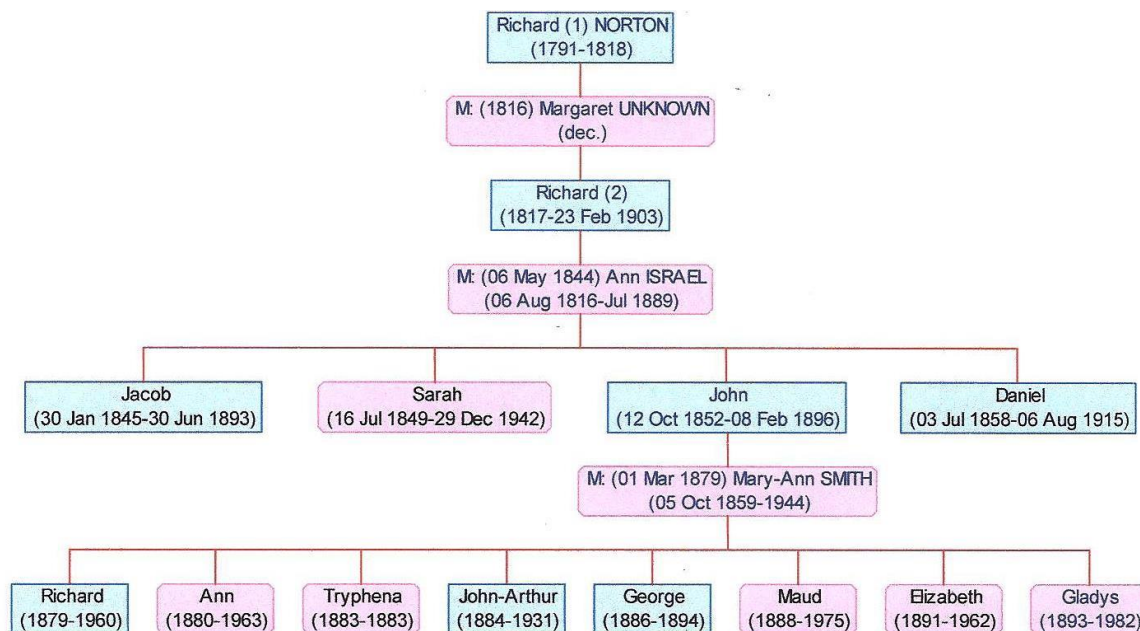 Richard (1) NORTON
(1791-1818)
M: (1816) Margaret UNKNOWN
(dec.)
Richard (2)
(1817-23 Feb 1903)
M: (06 May 1844) Ann ISRAEL
(06 Aug 1816-Jul 1889)
Jacob
(30 Jan 1845-30 Jun 1893)
Sarah
(16 Jul 1849-29 Dec 1942)
John
(12 Oct 1852-08 Feb 1896)
Daniel
(03 Jul 1858-06 Aug 1915)
M: (01 Mar 1879) Mary-Ann SMITH
(05 Oct 1859-1944)
Richard
(1879-1960)
Ann
(1880-1963)
Tryphena
(1883-1883)
John-Arthur
(1884-1931)
George
(1886-1894)
Maud
(1888-1975)
Elizabeth
(1891-1962)
Gladys
(1893-1982)